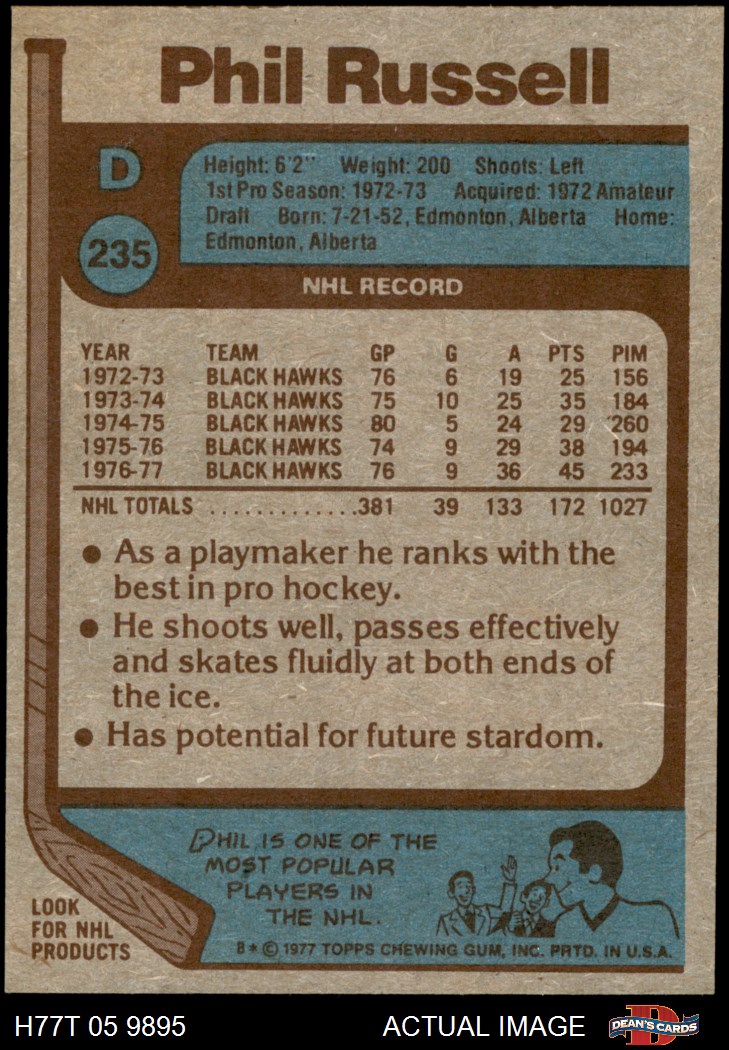 Phil Russell
D
235
Height: 6'2" Weight: 200 Shoots: Left
1st Pro Season: 1972-73 Acquired: 1972 Amateur
Draft Born: 7-21-52, Edmonton, Alberta Home:
Edmonton, Alberta
NHL RECORD
YEAR TEAM GP G A PTS PIM
1972-73 BLACK HAWKS 76 6 19 25 156
1973-74 BLACK HAWKS 75 10 25 35 184
1974-75 BLACK HAWKS 80 5 24 29 260
1975-76 BLACK HAWKS 74 9 29 38 194
1976-77 BLACK HAWKS 76 9 36 45 233
NHL TOTALS .............381 39 133 172 1027
● As a playmaker he ranks with the
best in pro hockey.
● He shoots well, passes effectively
and skates fluidly at both ends of
the ice.
● Has potential for future stardom.
PHIL IS ONE OF THE
MOST POPULAR
PLAYERS IN
THE NHL.
LOOK
FOR NHL
PRODUCTS
B * © 1977 TOPPS CHEWING GUM, INC. PRTD. IN U.S.A.
H77T 05 9895 ACTUAL IMAGE
D
DEAN'S CARDS